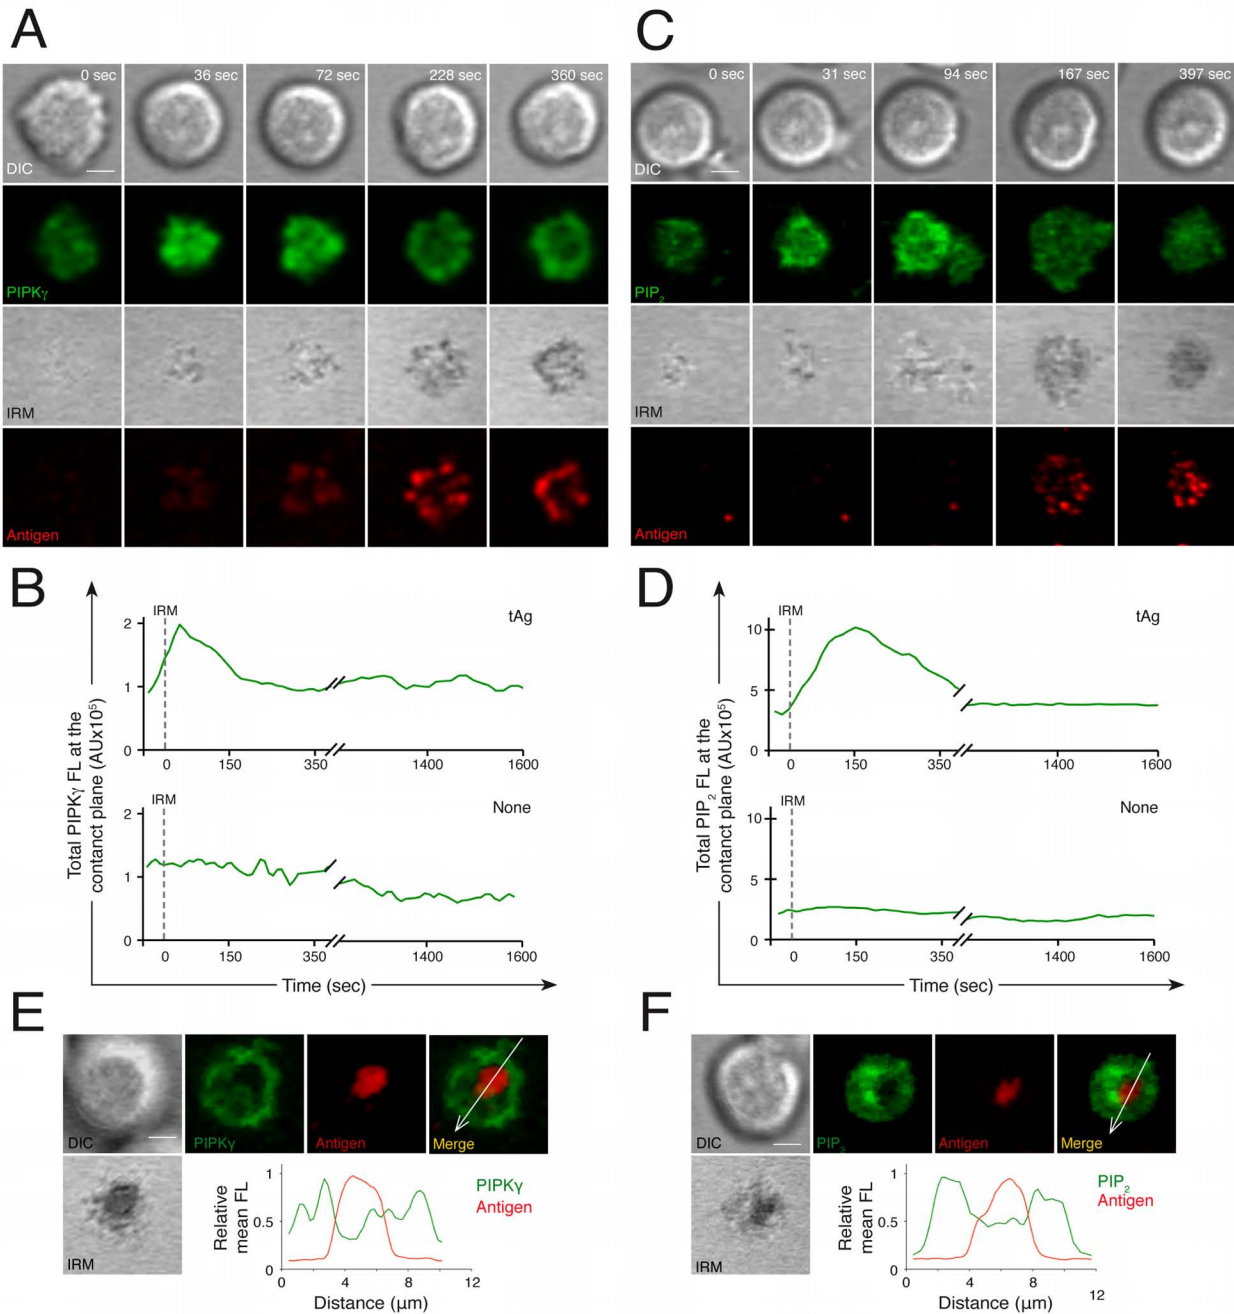 A
0 sec 36 sec 72 sec 228 sec 360 sec
DIC
PIPKγ
IRM
Antigen
C
0 sec 31 sec 94 sec 167 sec 397 sec
DIC
PIP2
IRM
Antigen
B
Total PIPKγ FL at the
contanct plane (AUx10⁵)
IRM
tAg
2
1
0
0 150 350 1400 1600
IRM
None
2
1
0
0 150 350 1400 1600
Time (sec)
D
Total PIP2 FL at the
contanct plane (AUx10⁵)
IRM
tAg
10
5
0
0 150 350 1400 1600
IRM
None
10
5
0
0 150 350 1400 1600
Time (sec)
E
DIC PIPKγ Antigen Merge
IRM
Relative
mean FL
1
0.5
0
0 4 8 12
Distance (μm)
PIPKγ
Antigen
F
DIC PIP2 Antigen Merge
IRM
Relative
mean FL
1
0.5
0
0 4 8 12
Distance (μm)
PIP2
Antigen